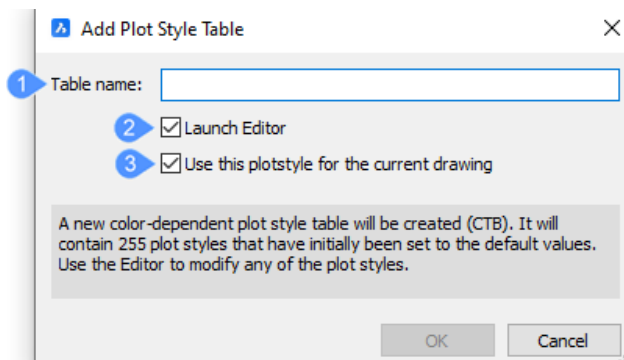 Add Plot Style Table
1 Table name:
2 Launch Editor
3 Use this plotstyle for the current drawing
A new color-dependent plot style table will be created (CTB). It will
contain 255 plot styles that have initially been set to the default values.
Use the Editor to modify any of the plot styles.
OK Cancel